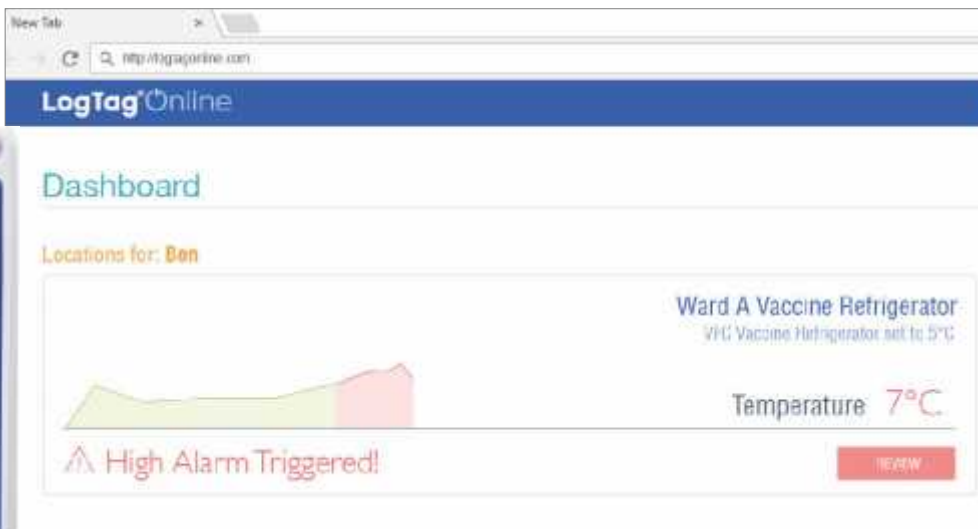 New Tab
http://logtagonline.com
LogTag® Online
Dashboard
Locations for: Ben
Ward A Vaccine Refrigerator
VFC Vaccine Refrigerator set to 5°C
Temperature 7°C
High Alarm Triggered!
REVIEW